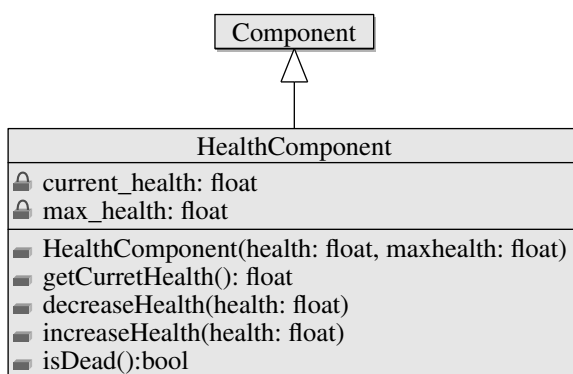 Component
HealthComponent
current_health: float
max_health: float
HealthComponent(health: float, maxhealth: float)
getCurretHealth(): float
decreaseHealth(health: float)
increaseHealth(health: float)
isDead():bool